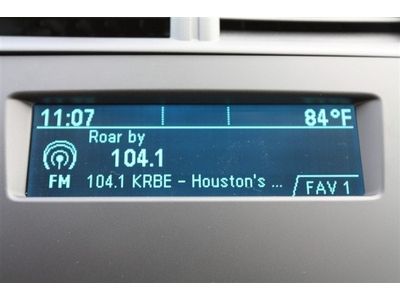 11:07 84°F
Roar by
104.1
FM 104.1 KRBE - Houston's ...
FAV 1